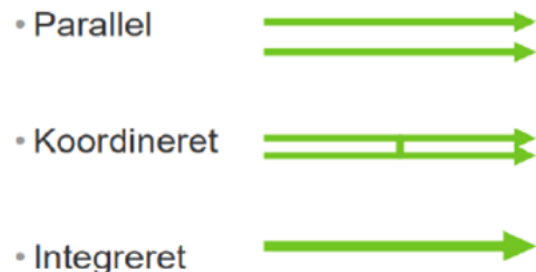 • Parallel
• Koordineret
• Integreret